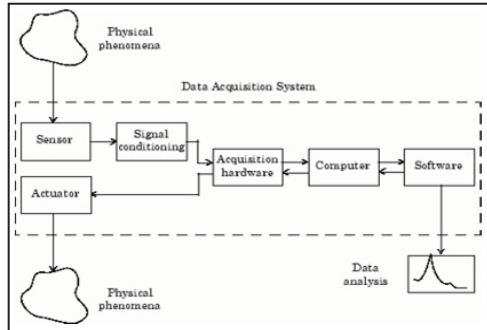 Physical
phenomena
Data Acquisition System
Sensor
Signal
conditioning
Acquisition
hardware
Computer
Software
Actuator
Physical
phenomena
Data
analysis